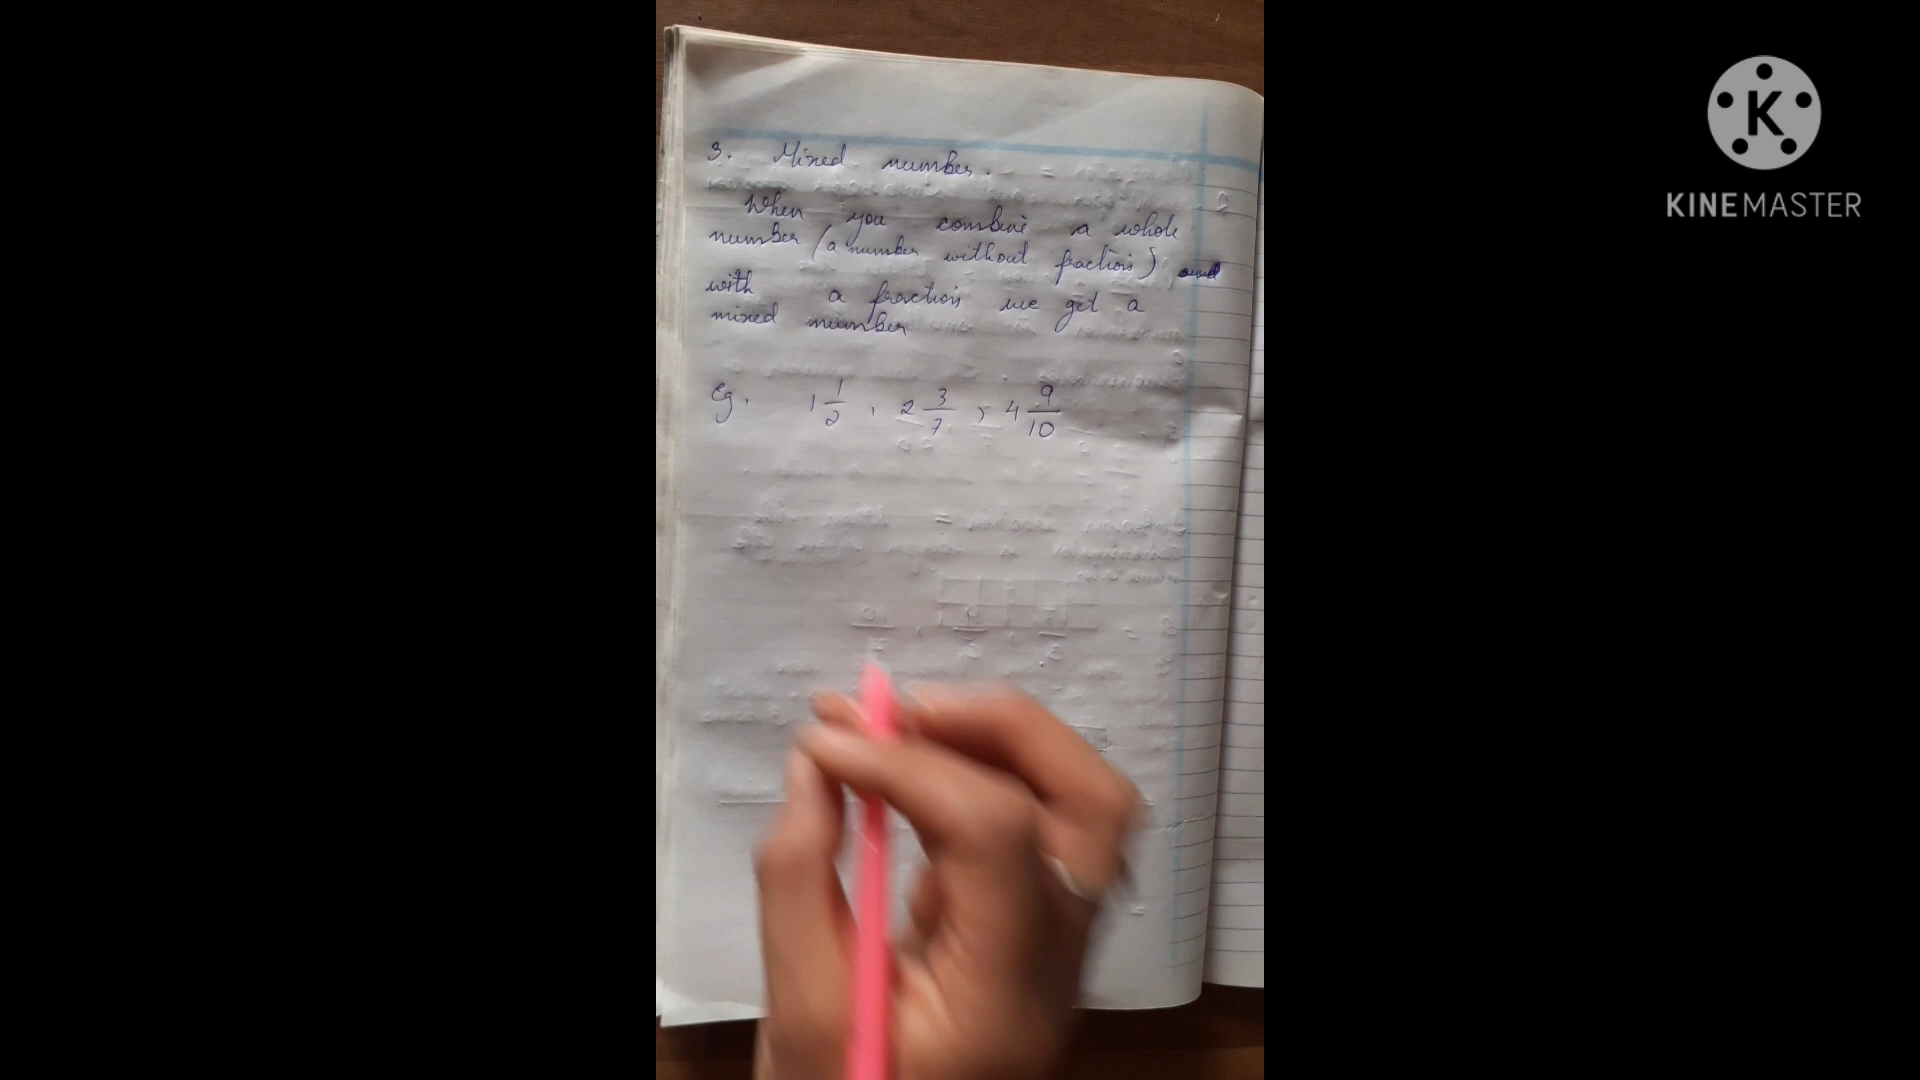 3. Mixed number.
When you combine a whole
number (a number without fraction)
with a fraction we get a
mixed number
Eg. 1 1/2, 2 3/7, 4 9/10
K
KINEMASTER